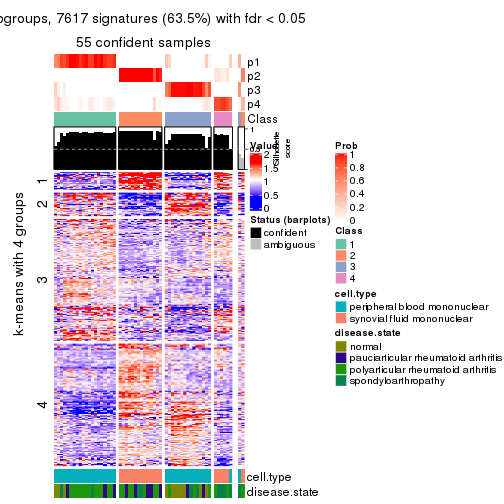 ogroups, 7617 signatures (63.5%) with fdr < 0.05
55 confident samples
p1
p2
p3
p4
Class
1
Silhouette
score
Value
2
1.5
1
0.5
0
Status (barplots)
confident
ambiguous
Prob
1
0.8
0.6
0.4
0.2
0
Class
1
2
3
4
cell.type
peripheral blood mononuclear
synovial fluid mononuclear
disease.state
normal
pauciarticular rheumatoid arthritis
polyarticular rheumatoid arthritis
spondyloarthropathy
k-means with 4 groups
1
2
3
4
cell.type
disease.state